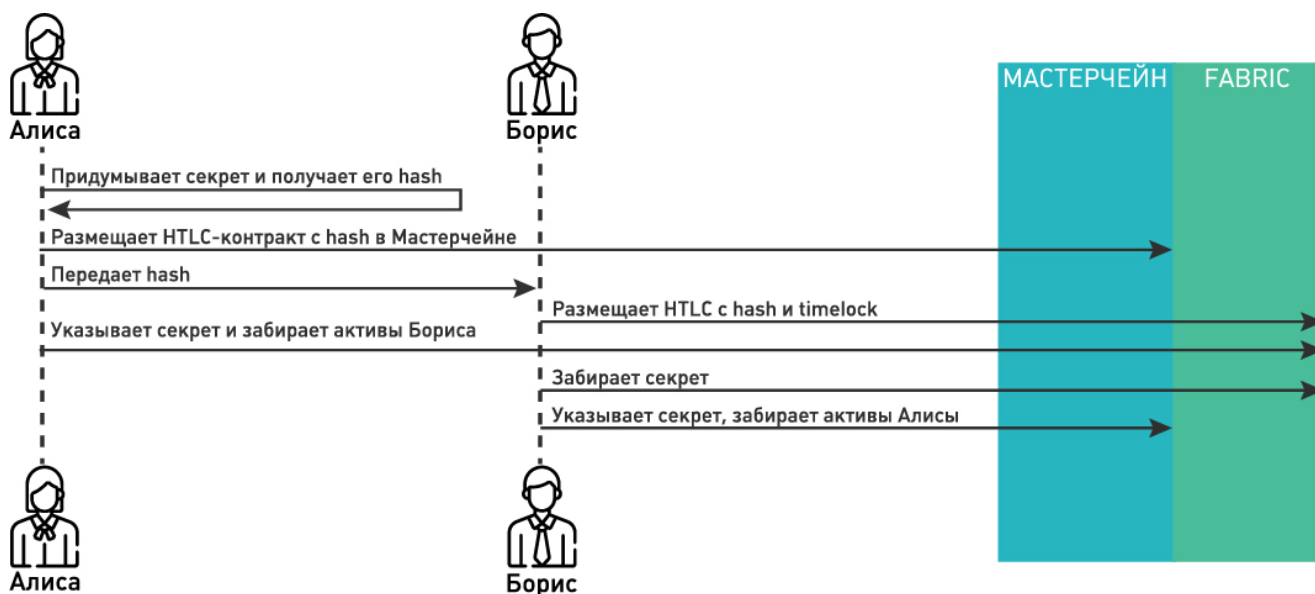 МАСТЕРЧЕЙН
FABRIC
Алиса
Борис
Придумывает секрет и получает его hash
Размещает HTLC-контракт с hash в Мастерчейне
Передает hash
Размещает HTLC с hash и timelock
Указывает секрет и забирает активы Бориса
Забирает секрет
Указывает секрет, забирает активы Алисы
Алиса
Борис